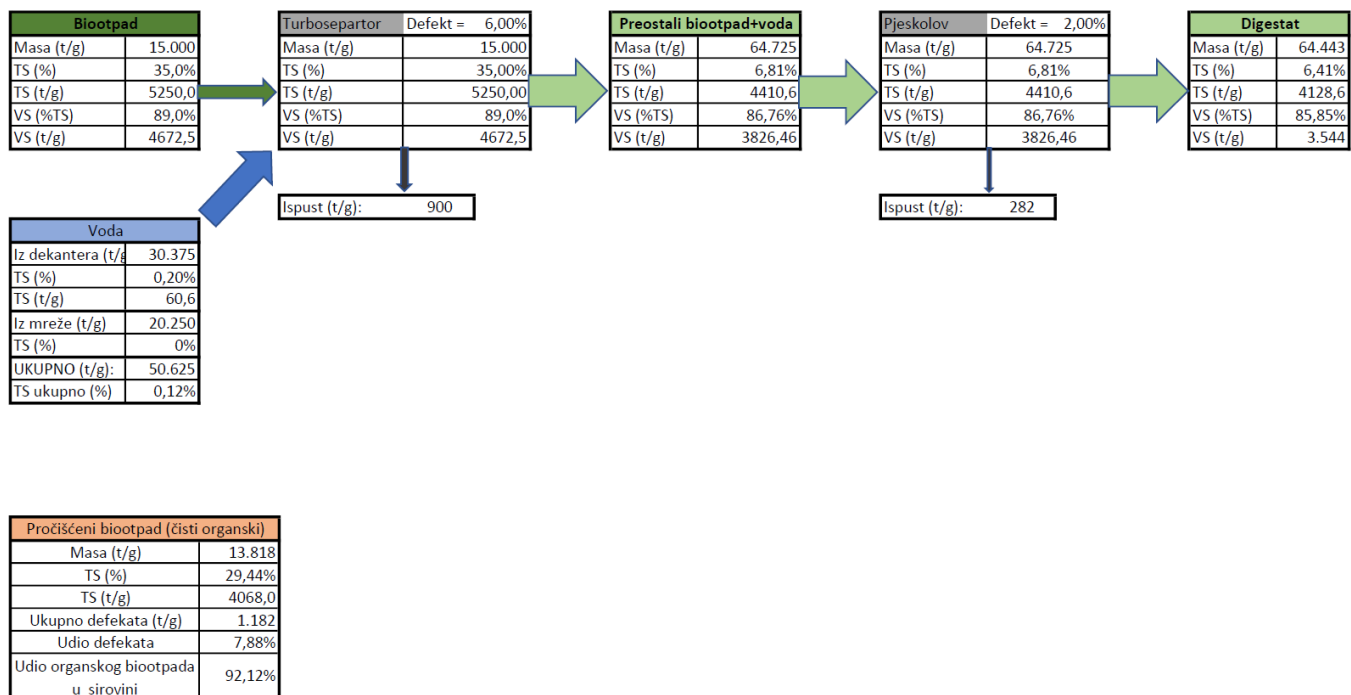 Biootpad
Masa (t/g) 15.000
TS (%) 35,0%
TS (t/g) 5250,0
VS (%TS) 89,0%
VS (t/g) 4672,5
Turbosepartor Defekt = 6,00%
Masa (t/g) 15.000
TS (%) 35,00%
TS (t/g) 5250,00
VS (%TS) 89,0%
VS (t/g) 4672,5
Ispust (t/g): 900
Preostali biootpad+voda
Masa (t/g) 64.725
TS (%) 6,81%
TS (t/g) 4410,6
VS (%TS) 86,76%
VS (t/g) 3826,46
Pjeskolov Defekt = 2,00%
Masa (t/g) 64.725
TS (%) 6,81%
TS (t/g) 4410,6
VS (%TS) 86,76%
VS (t/g) 3826,46
Ispust (t/g): 282
Digestat
Masa (t/g) 64.443
TS (%) 6,41%
TS (t/g) 4128,6
VS (%TS) 85,85%
VS (t/g) 3.544
Voda
Iz dekantera (t/g 30.375
TS (%) 0,20%
TS (t/g) 60,6
Iz mreže (t/g) 20.250
TS (%) 0%
UKUPNO (t/g): 50.625
TS ukupno (%) 0,12%
Pročišćeni biootpad (čisti organski)
Masa (t/g) 13.818
TS (%) 29,44%
TS (t/g) 4068,0
Ukupno defekata (t/g) 1.182
Udio defekata 7,88%
Udio organskog biootpada
u sirovini 92,12%